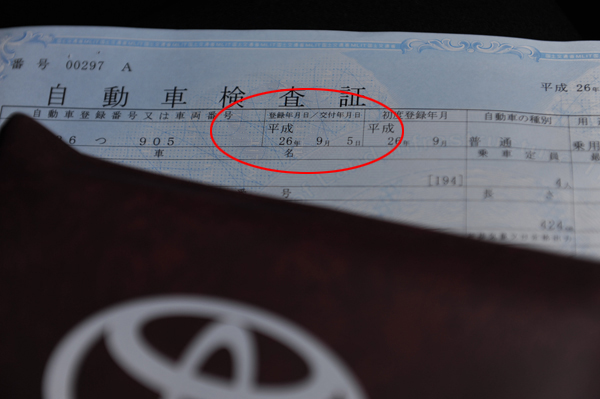 番号 00297 A
平成 26年
自動車検査証
自動車登録番号又は車両番号 登録年月日/交付年月日 初度登録年月 自動車の種別 用
平成 平成
6 つ 905 26年 9月 5日 26年 9月 普通 乗用
車名 乗車定員
[194] 4人
号 長さ
424